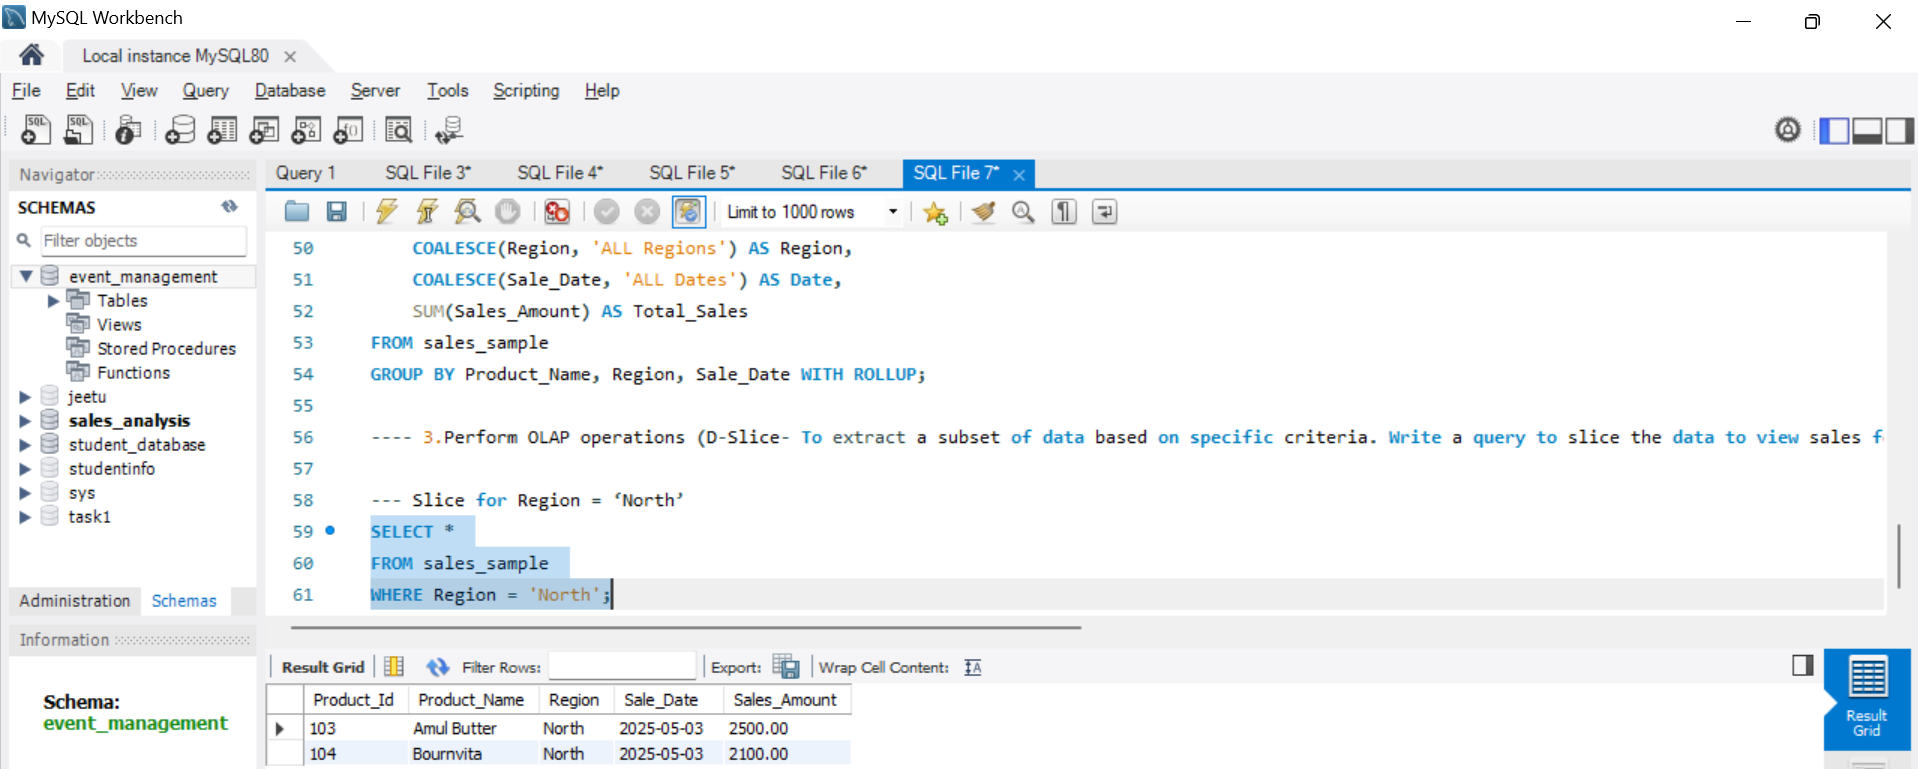 MySQL Workbench
Local instance MySQL80
File Edit View Query Database Server Tools Scripting Help
Navigator
SCHEMAS
Filter objects
event_management
Tables
Views
Stored Procedures
Functions
jeetu
sales_analysis
student_database
studentinfo
sys
task1
Administration Schemas
Information
Schema:
event_management
Query 1 SQL File 3* SQL File 4* SQL File 5* SQL File 6* SQL File 7*
Limit to 1000 rows
50 COALESCE(Region, 'ALL Regions') AS Region,
51 COALESCE(Sale_Date, 'ALL Dates') AS Date,
52 SUM(Sales_Amount) AS Total_Sales
53 FROM sales_sample
54 GROUP BY Product_Name, Region, Sale_Date WITH ROLLUP;
55
56 ---- 3.Perform OLAP operations (D-Slice- To extract a subset of data based on specific criteria. Write a query to slice the data to view sales f
57
58 --- Slice for Region = ‘North’
59 SELECT *
60 FROM sales_sample
61 WHERE Region = 'North';
Result Grid Filter Rows: Export: Wrap Cell Content:
Product_Id Product_Name Region Sale_Date Sales_Amount
103 Amul Butter North 2025-05-03 2500.00
104 Bournvita North 2025-05-03 2100.00
Result
Grid